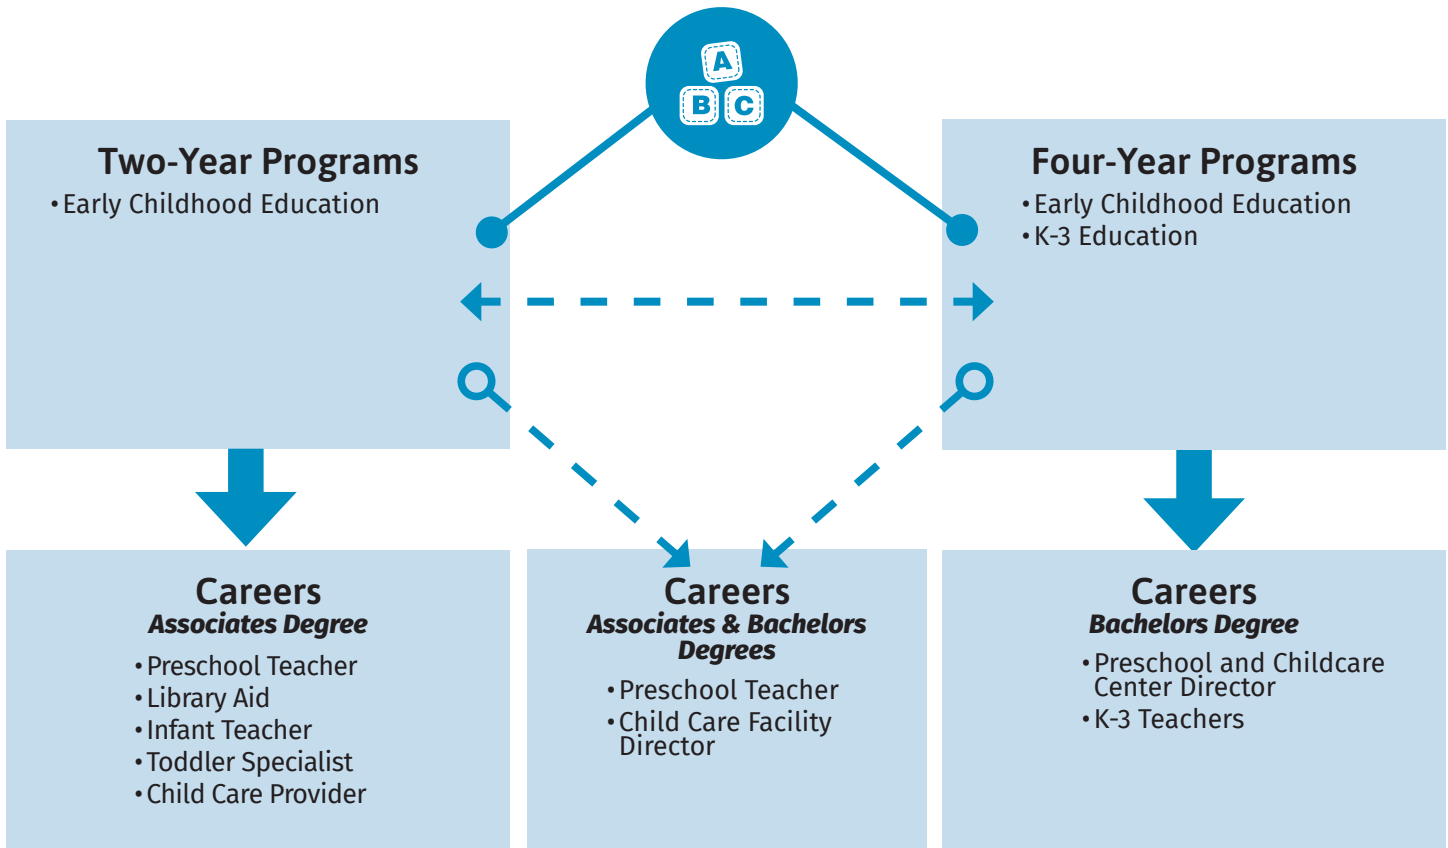 A
B C
Two-Year Programs
• Early Childhood Education
Four-Year Programs
• Early Childhood Education
• K-3 Education
Careers
Associates Degree
• Preschool Teacher
• Library Aid
• Infant Teacher
• Toddler Specialist
• Child Care Provider
Careers
Associates & Bachelors
Degrees
• Preschool Teacher
• Child Care Facility
Director
Careers
Bachelors Degree
• Preschool and Childcare
Center Director
• K-3 Teachers